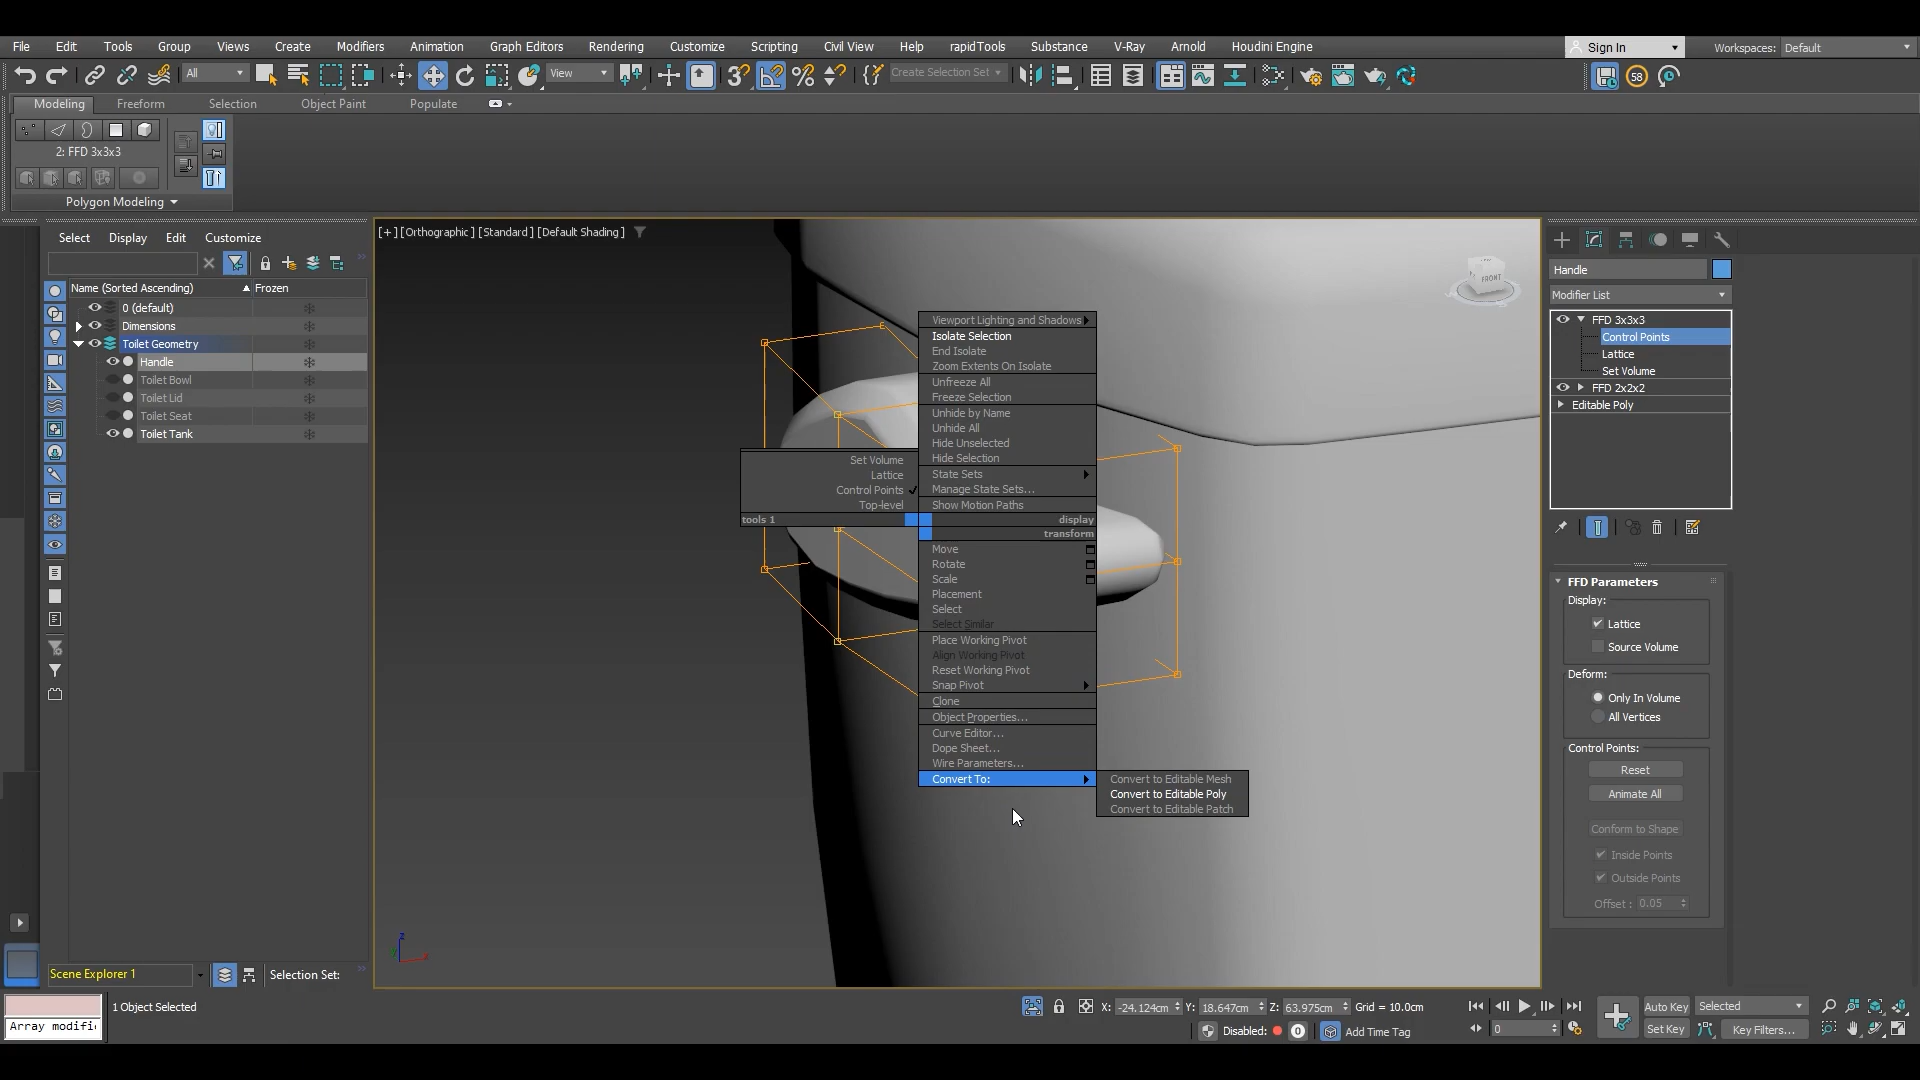 File Edit Tools Group Views Create Modifiers Animation Graph Editors Rendering Customize Scripting Civil View Help rapidTools Substance V-Ray Arnold Houdini Engine Sign In Workspaces: Default
All View Create Selection Set 58
Modeling Freeform Selection Object Paint Populate
2: FFD 3x3x3
Polygon Modeling
Select Display Edit Customize
Name (Sorted Ascending) Frozen
0 (default)
Dimensions
Toilet Geometry
Handle
Toilet Bowl
Toilet Lid
Toilet Seat
Toilet Tank
Scene Explorer 1 Selection Set:
[+] [Orthographic] [Standard] [Default Shading]
FRONT
Viewport Lighting and Shadows
Isolate Selection
End Isolate
Zoom Extents On Isolate
Unfreeze All
Freeze Selection
Unhide by Name
Unhide All
Hide Unselected
Hide Selection
State Sets
Manage State Sets...
Show Motion Paths
display
Set Volume
Lattice
Control Points
Top-level
tools 1
transform
Move
Rotate
Scale
Placement
Select
Select Similar
Place Working Pivot
Align Working Pivot
Reset Working Pivot
Snap Pivot
Clone
Object Properties...
Curve Editor...
Dope Sheet...
Wire Parameters...
Convert To:
Convert to Editable Mesh
Convert to Editable Poly
Convert to Editable Patch
z
x
Handle
Modifier List
FFD 3x3x3
Control Points
Lattice
Set Volume
FFD 2x2x2
Editable Poly
FFD Parameters
Display:
Lattice
Source Volume
Deform:
Only In Volume
All Vertices
Control Points:
Reset
Animate All
Conform to Shape
Inside Points
Outside Points
Offset : 0.05
1 Object Selected
Array modifi
X: -24.124cm Y: 18.647cm Z: 63.975cm Grid = 10.0cm
Disabled: 0 Add Time Tag
0
Auto Key Selected
Set Key Key Filters...